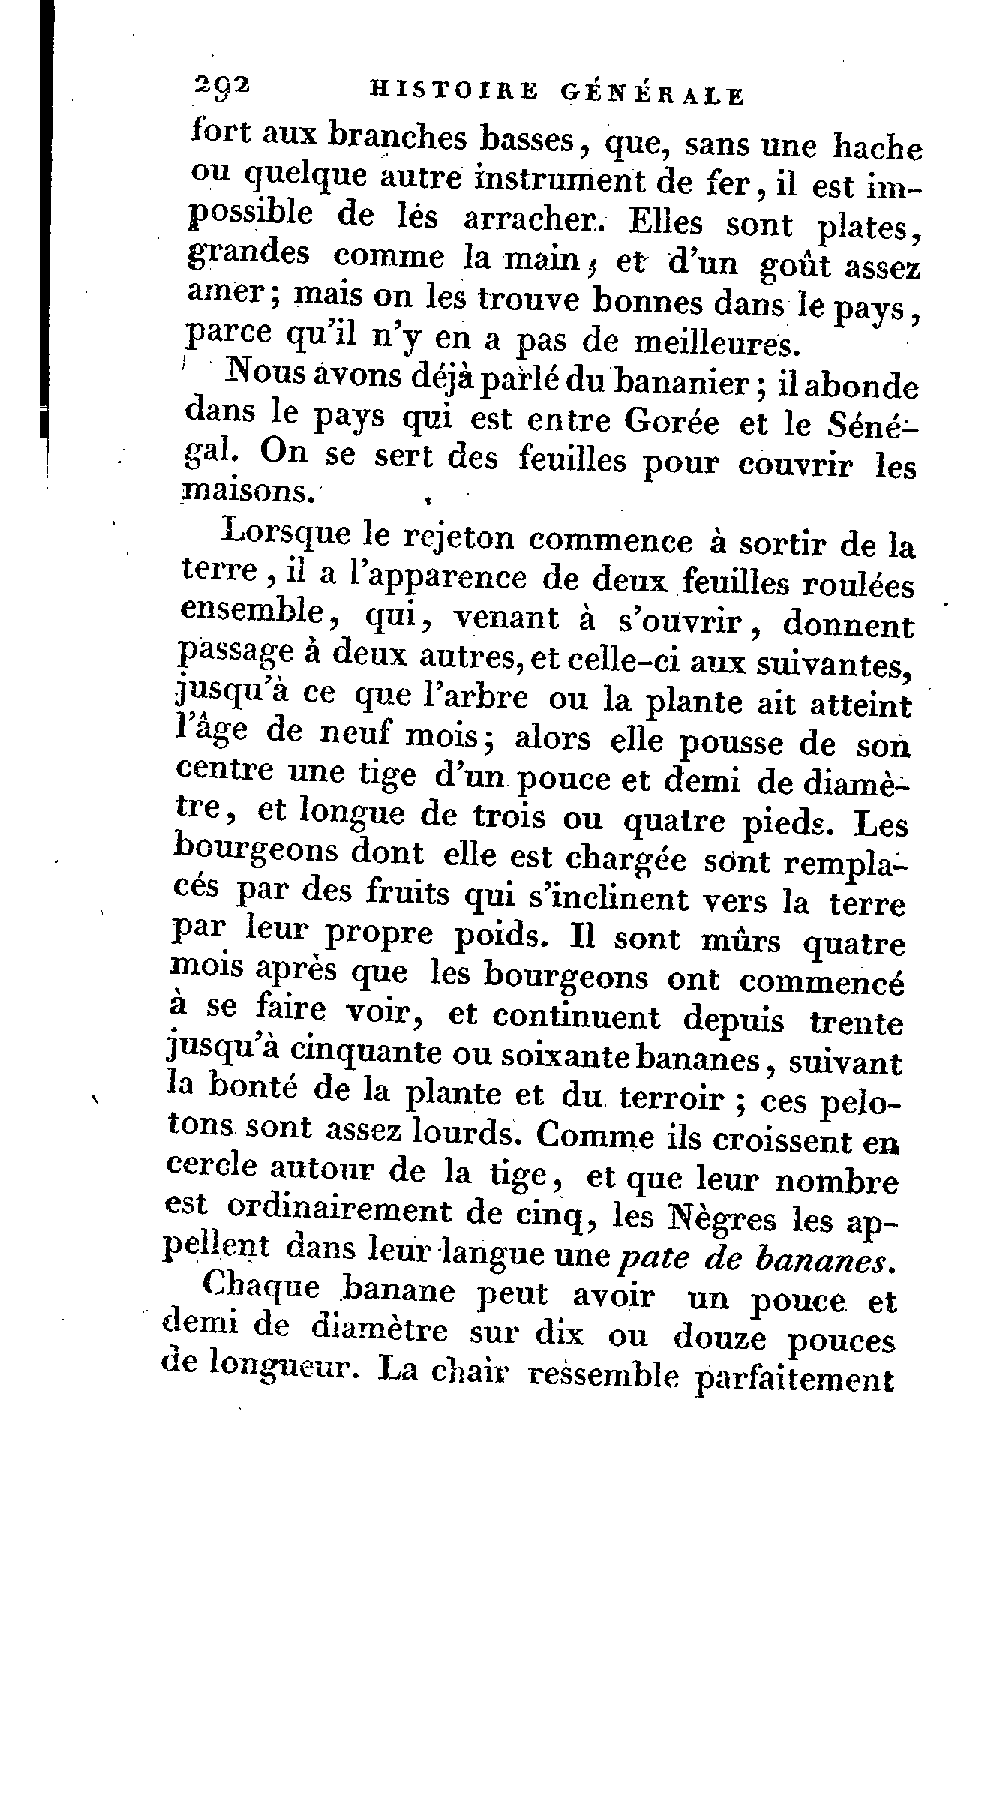 292 HISTOIRE GÉNÉRALE
fort aux branches basses, que, sans une hache
ou quelque autre instrument de fer, il est im-
possible de lés arracher. Elles sont plates,
grandes comme la main, et d'un goût assez
amer; mais on les trouve bonnes dans le pays,
parce qu'il n'y en a pas de meilleures.
Nous avons déjà parlé du bananier; il abonde
dans le pays qui est entre Gorée et le Séné-
gal. On se sert des feuilles pour couvrir les
maisons.
Lorsque le rejeton commence à sortir de la
terre, il a l'apparence de deux feuilles roulées
ensemble, qui, venant à s'ouvrir, donnent
passage à deux autres, et celle-ci aux suivantes,
jusqu'à ce que l'arbre ou la plante ait atteint
l'âge de neuf mois; alors elle pousse de son
centre une tige d'un pouce et demi de diamè-
tre, et longue de trois ou quatre pieds. Les
bourgeons dont elle est chargée sont rempla-
cés par des fruits qui s'inclinent vers la terre
par leur propre poids. Il sont mûrs quatre
mois après que les bourgeons ont commencé
à se faire voir, et continuent depuis trente
jusqu'à cinquante ou soixante bananes, suivant
la bonté de la plante et du terroir; ces pelo-
tons sont assez lourds. Comme ils croissent en
cercle autour de la tige, et que leur nombre
est ordinairement de cinq, les Nègres les ap-
pellent dans leur langue une pate de bananes.
Chaque banane peut avoir un pouce et
demi de diamètre sur dix ou douze pouces
de longueur. La chair ressemble parfaitement